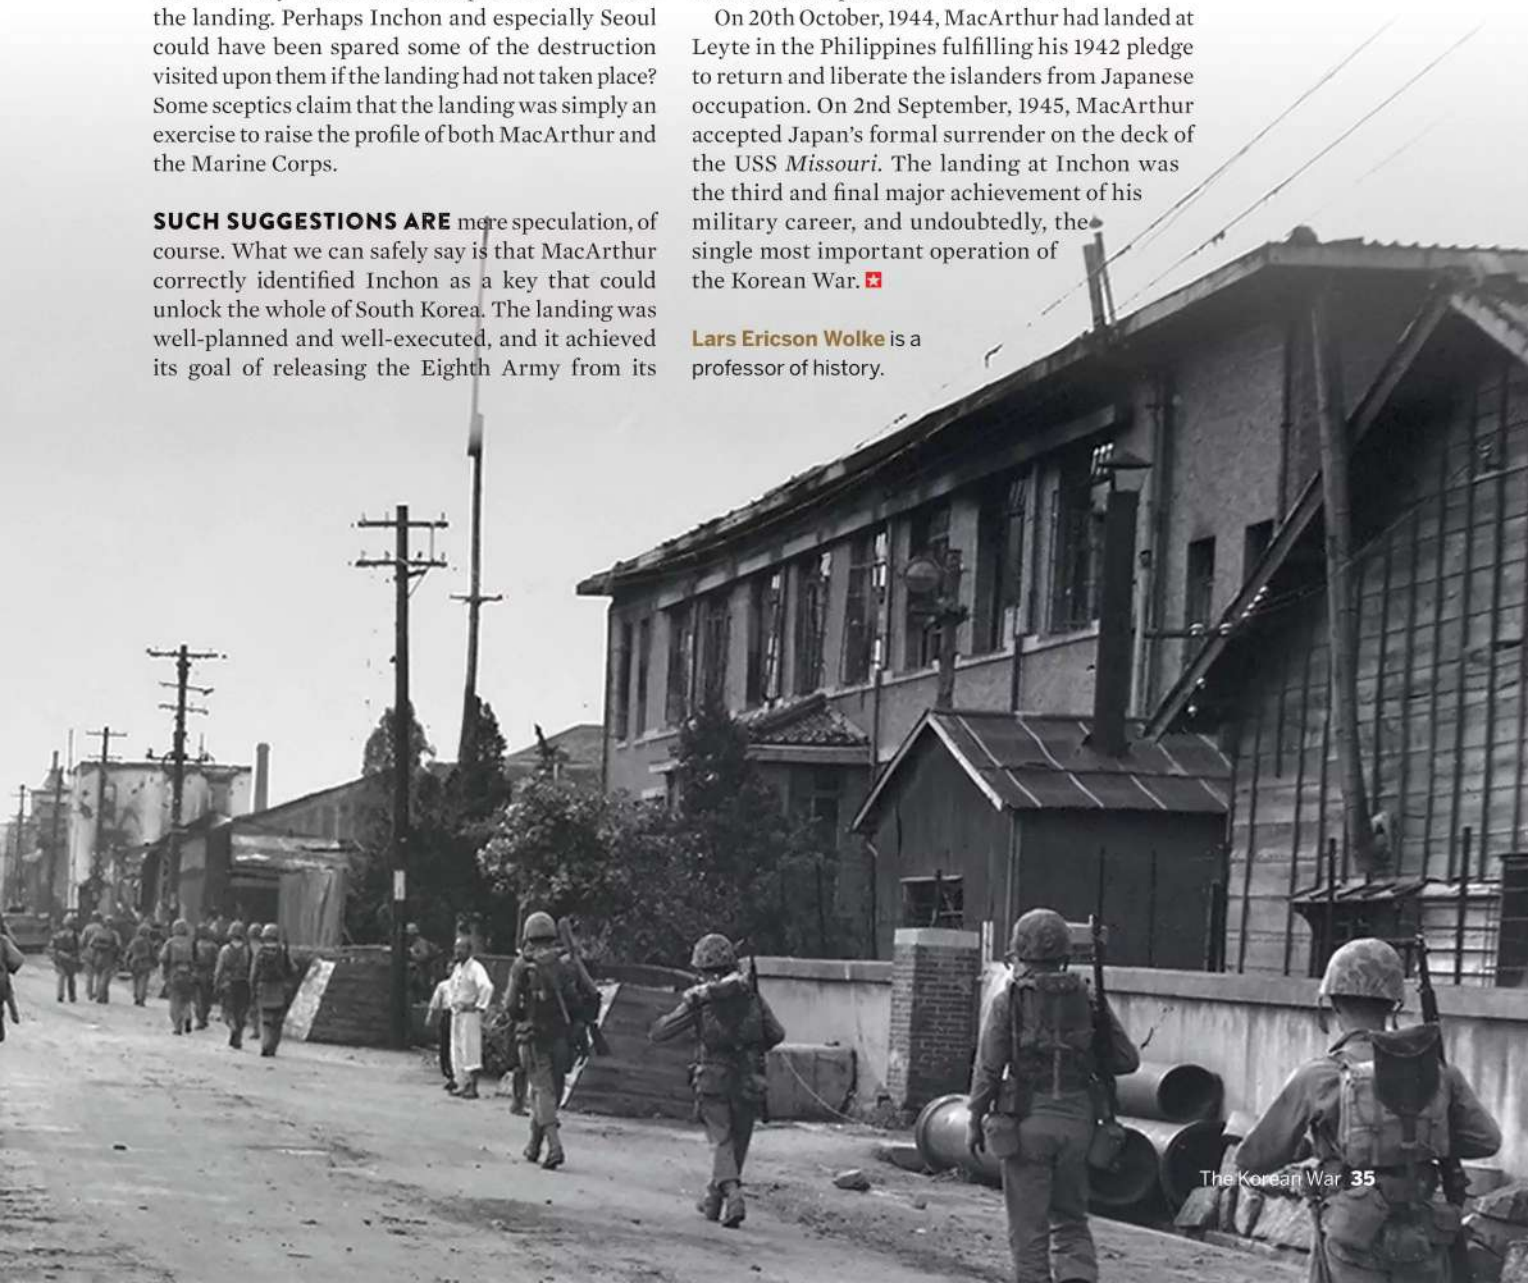 the landing. Perhaps Inchon and especially Seoul
could have been spared some of the destruction
visited upon them if the landing had not taken place?
Some sceptics claim that the landing was simply an
exercise to raise the profile of both MacArthur and
the Marine Corps.
SUCH SUGGESTIONS ARE mere speculation, of
course. What we can safely say is that MacArthur
correctly identified Inchon as a key that could
unlock the whole of South Korea. The landing was
well-planned and well-executed, and it achieved
its goal of releasing the Eighth Army from its
On 20th October, 1944, MacArthur had landed at
Leyte in the Philippines fulfilling his 1942 pledge
to return and liberate the islanders from Japanese
occupation. On 2nd September, 1945, MacArthur
accepted Japan’s formal surrender on the deck of
the USS Missouri. The landing at Inchon was
the third and final major achievement of his
military career, and undoubtedly, the
single most important operation of
the Korean War.
Lars Ericson Wolke is a
professor of history.
The Korean War 35